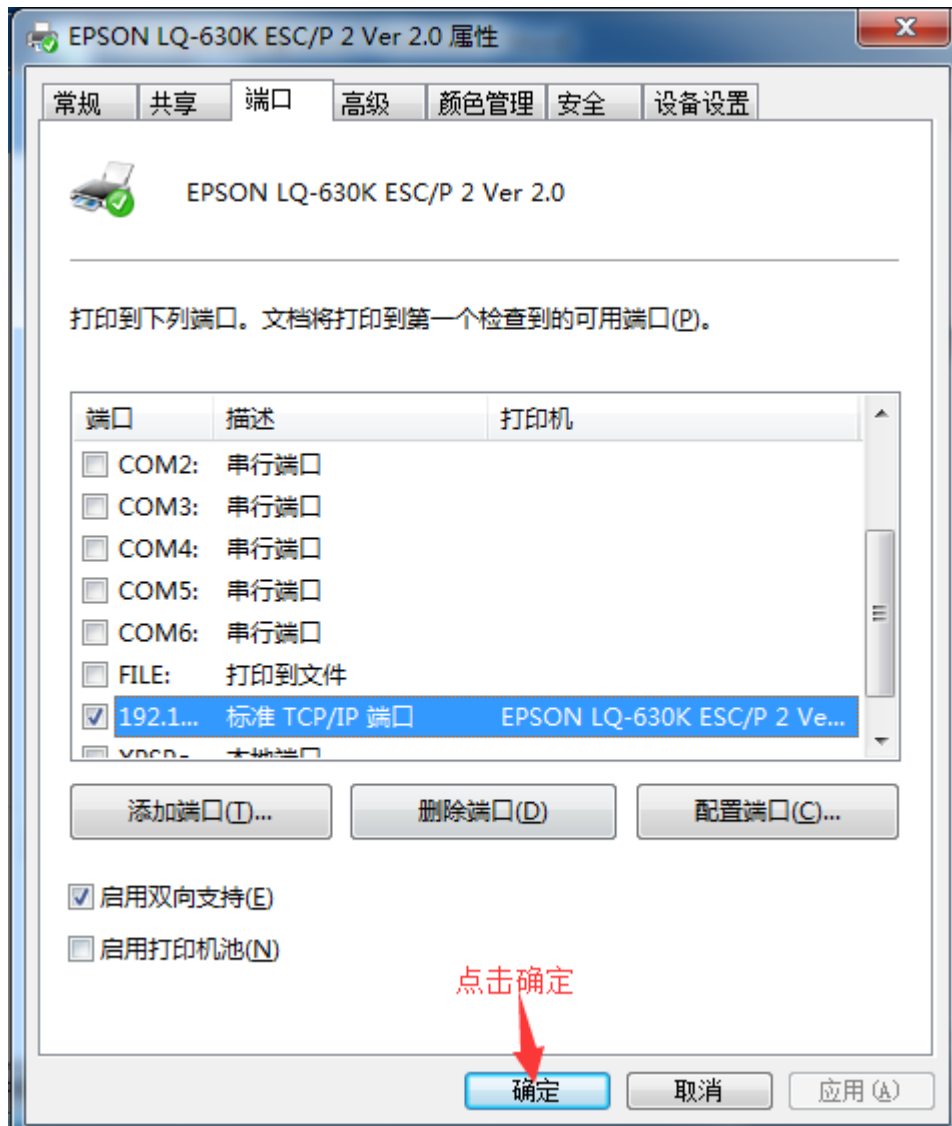 EPSON LQ-630K ESC/P 2 Ver 2.0 属性
常规 共享 端口 高级 颜色管理 安全 设备设置
EPSON LQ-630K ESC/P 2 Ver 2.0
打印到下列端口。文档将打印到第一个检查到的可用端口(P)。
端口 描述 打印机
COM2: 串行端口
COM3: 串行端口
COM4: 串行端口
COM5: 串行端口
COM6: 串行端口
FILE: 打印到文件
192.1... 标准 TCP/IP 端口 EPSON LQ-630K ESC/P 2 Ve...
本地端口
添加端口(T)... 删除端口(D) 配置端口(C)...
启用双向支持(E)
启用打印机池(N)
点击确定
确定 取消 应用(A)